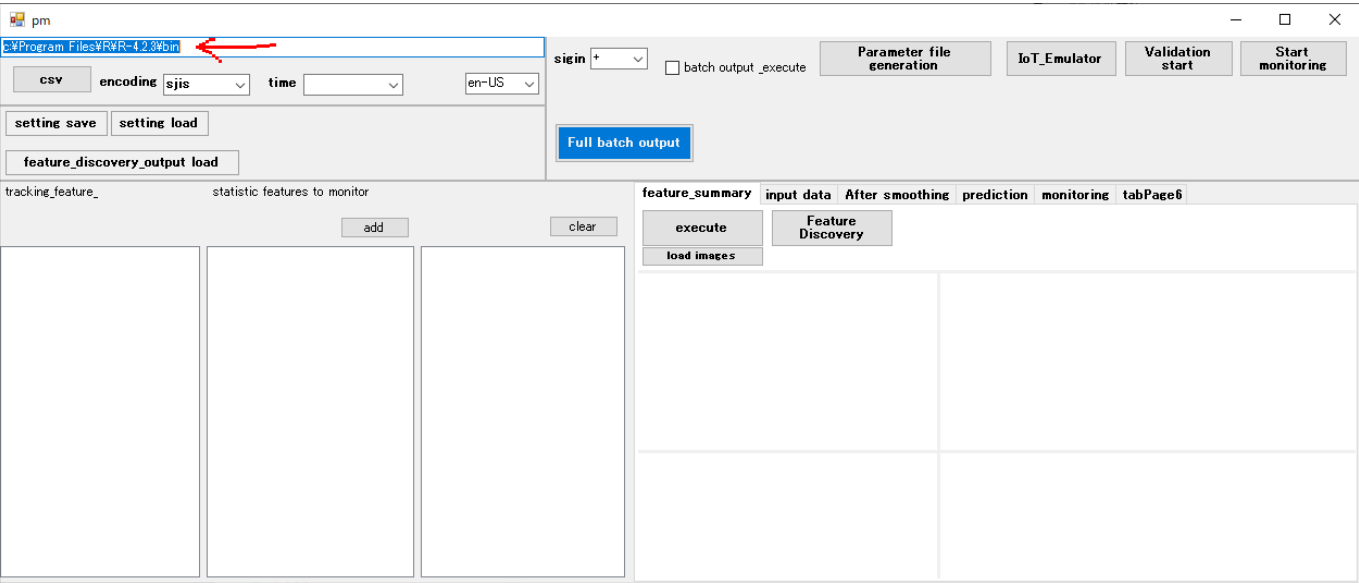 pm
c:¥Program Files¥R¥R-4.2.3¥bin
sigin +
batch output _execute
Parameter file
generation
IoT_Emulator
Validation
start
Start
monitoring
csv
encoding sjis
time
en-US
setting save
setting load
Full batch output
feature_discovery_output load
tracking_feature_
statistic features to monitor
add
clear
feature_summary
input data
After smoothing
prediction
monitoring
tabPage6
execute
Feature
Discovery
load images